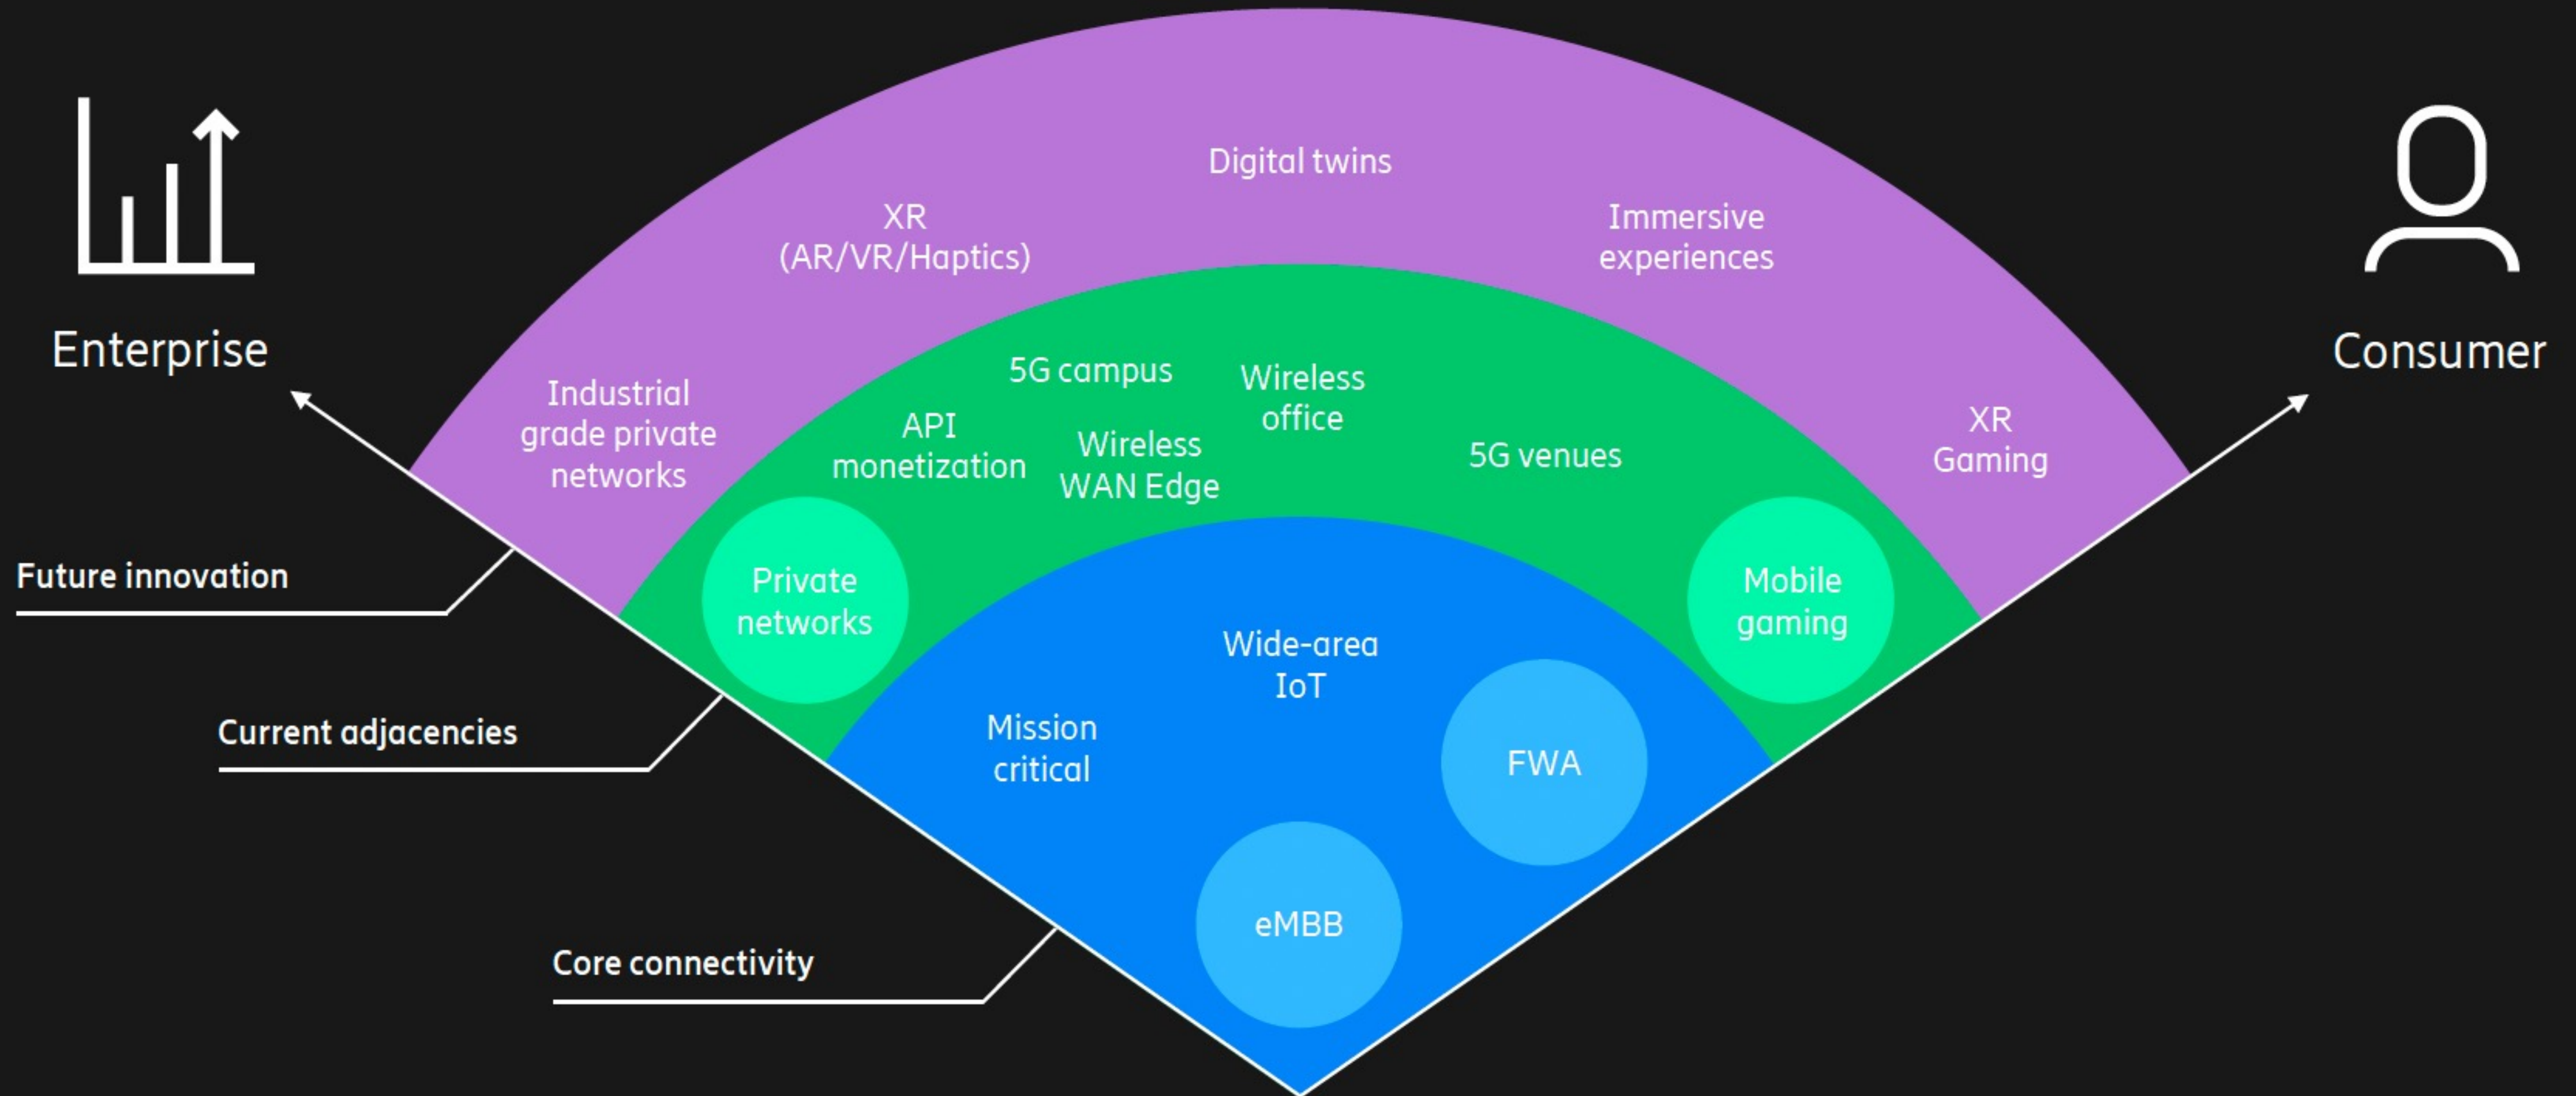 Digital twins
XR
(AR/VR/Haptics)
Immersive
experiences
Enterprise
Consumer
Industrial
grade private
networks
XR
Gaming
5G campus
Wireless
office
API
monetization
Wireless
WAN Edge
5G venues
Private
networks
Mobile
gaming
Future innovation
Wide-area
IoT
Mission
critical
FWA
Current adjacencies
eMBB
Core connectivity